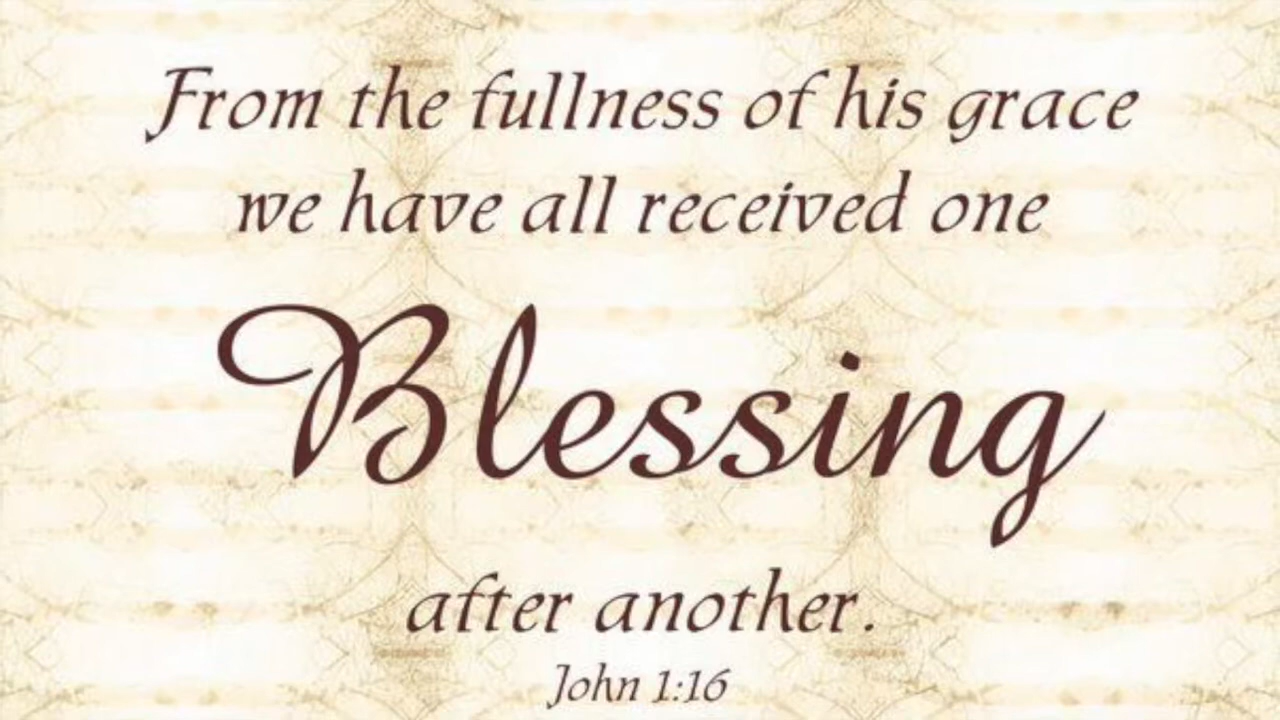 From the fullness of his grace
we have all received one
Blessing
after another.
John 1:16